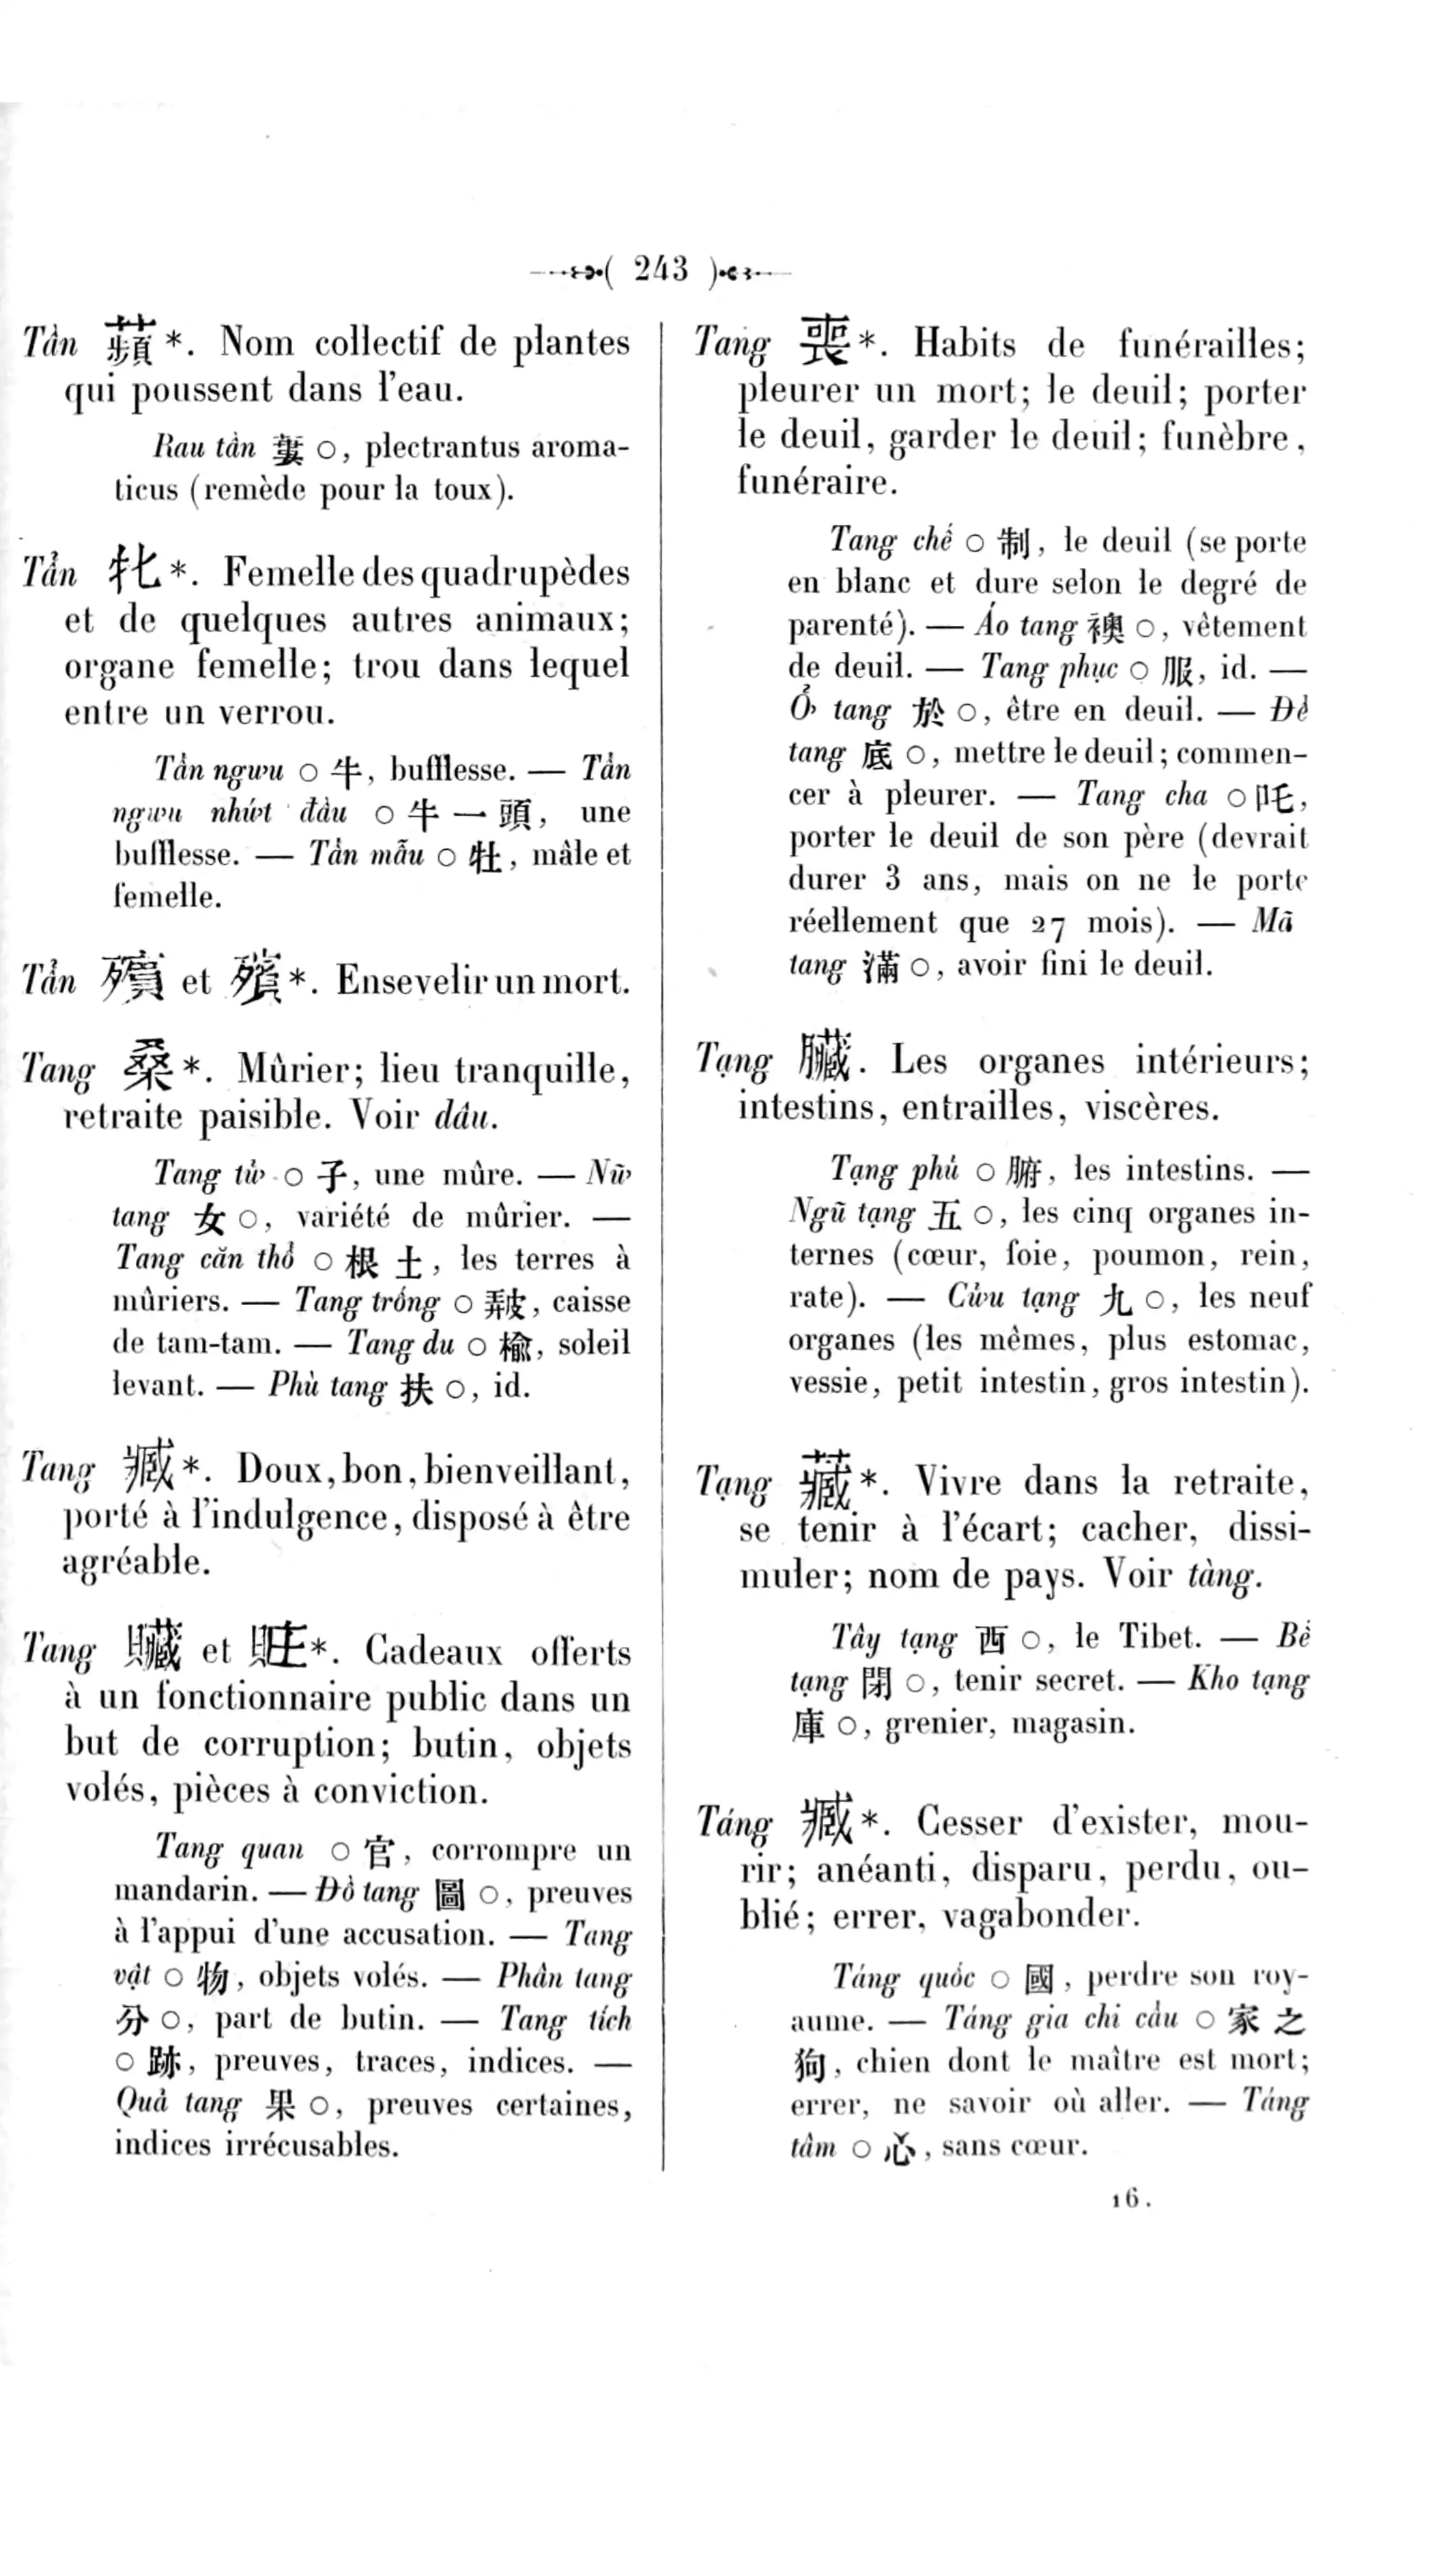 ( 243 )
Tần 蘋 *. Nom collectif de plantes
qui poussent dans l'eau.
Rau tần 蔞 ○, plectrantus aroma-
ticus (remède pour la toux).
Tẩn 牝 *. Femelle des quadrupèdes
et de quelques autres animaux;
organe femelle; trou dans lequel
entre un verrou.
Tẩn ngưu ○ 牛, bufflesse. — Tẩn
ngưu nhứt đầu ○ 牛 一 頭, une
bufflesse. — Tẩn mẫu ○ 牡, mâle et
femelle.
Tẩn 殯 et 殯 *. Ensevelir un mort.
Tang 桑 *. Mûrier; lieu tranquille,
retraite paisible. Voir dâu.
Tang tử ○ 子, une mûre. — Nữ
tang 女 ○, variété de mûrier. —
Tang căn thổ ○ 根 土, les terres à
mûriers. — Tang trống ○, caisse
de tam-tam. — Tang du ○ 榆, soleil
levant. — Phù tang 扶 ○, id.
Tang 臧 *. Doux, bon, bienveillant,
porté à l'indulgence, disposé à être
agréable.
Tang 贓 et *. Cadeaux offerts
à un fonctionnaire public dans un
but de corruption; butin, objets
volés, pièces à conviction.
Tang quan ○ 官, corrompre un
mandarin. — Đồ tang 圖 ○, preuves
à l'appui d'une accusation. — Tang
vật ○ 物, objets volés. — Phân tang
分 ○, part de butin. — Tang tích
○ 跡, preuves, traces, indices. —
Quả tang 果 ○, preuves certaines,
indices irrécusables.
Tang 喪 *. Habits de funérailles;
pleurer un mort; le deuil; porter
le deuil, garder le deuil; funèbre,
funéraire.
Tang chế ○ 制, le deuil (se porte
en blanc et dure selon le degré de
parenté). — Áo tang 襖 ○, vêtement
de deuil. — Tang phục ○ 服, id. —
Ở tang 於 ○, être en deuil. — Để
tang 底 ○, mettre le deuil; commen-
cer à pleurer. — Tang cha ○ 吒,
porter le deuil de son père (devrait
durer 3 ans, mais on ne le porte
réellement que 27 mois). — Mã
tang 滿 ○, avoir fini le deuil.
Tạng 臟. Les organes intérieurs;
intestins, entrailles, viscères.
Tạng phủ ○ 腑, les intestins. —
Ngũ tạng 五 ○, les cinq organes in-
ternes (cœur, foie, poumon, rein,
rate). — Cửu tạng 九 ○, les neuf
organes (les mêmes, plus estomac,
vessie, petit intestin, gros intestin).
Tạng 藏 *. Vivre dans la retraite,
se tenir à l'écart; cacher, dissi-
muler; nom de pays. Voir tàng.
Tây tạng 西 ○, le Tibet. — Bế
tạng 閉 ○, tenir secret. — Kho tạng
庫 ○, grenier, magasin.
Táng 臧 *. Cesser d'exister, mou-
rir; anéanti, disparu, perdu, ou-
blié; errer, vagabonder.
Táng quốc ○ 國, perdre son roy-
aume. — Táng gia chi cẩu ○ 家 之
狗, chien dont le maître est mort;
errer, ne savoir où aller. — Táng
tâm ○ 心, sans cœur.
16.